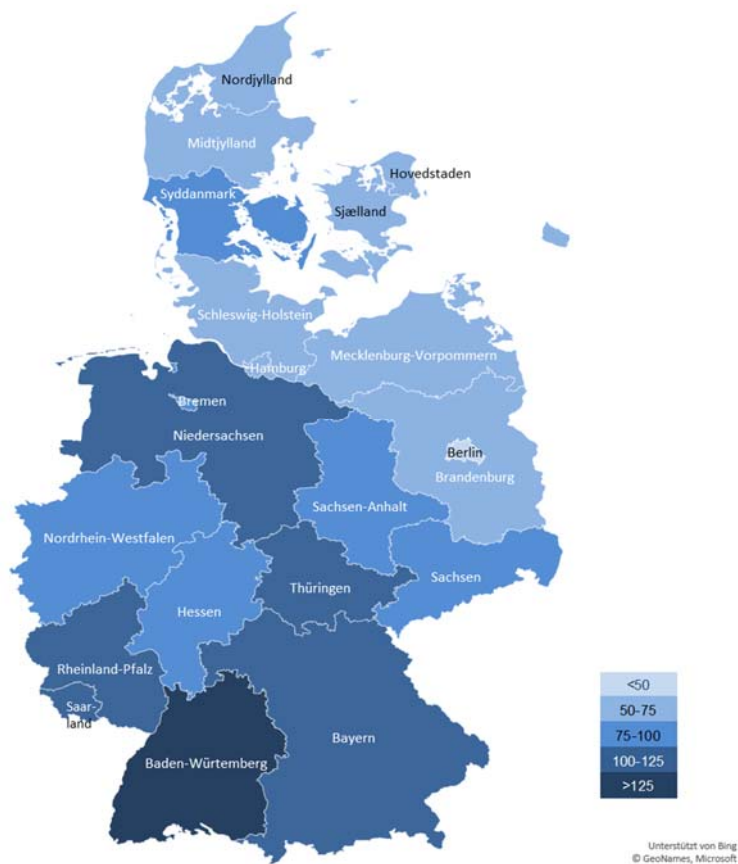 Nordjylland
Midtjylland
Hovedstaden
Syddanmark
Sjælland
Schleswig-Holstein
Mecklenburg-Vorpommern
Hamburg
Bremen
Niedersachsen
Berlin
Brandenburg
Sachsen-Anhalt
Nordrhein-Westfalen
Sachsen
Thüringen
Hessen
Rheinland-Pfalz
Saar-
land
Bayern
Baden-Würtemberg
<50
50-75
75-100
100-125
>125
Unterstützt von Bing
© GeoNames, Microsoft